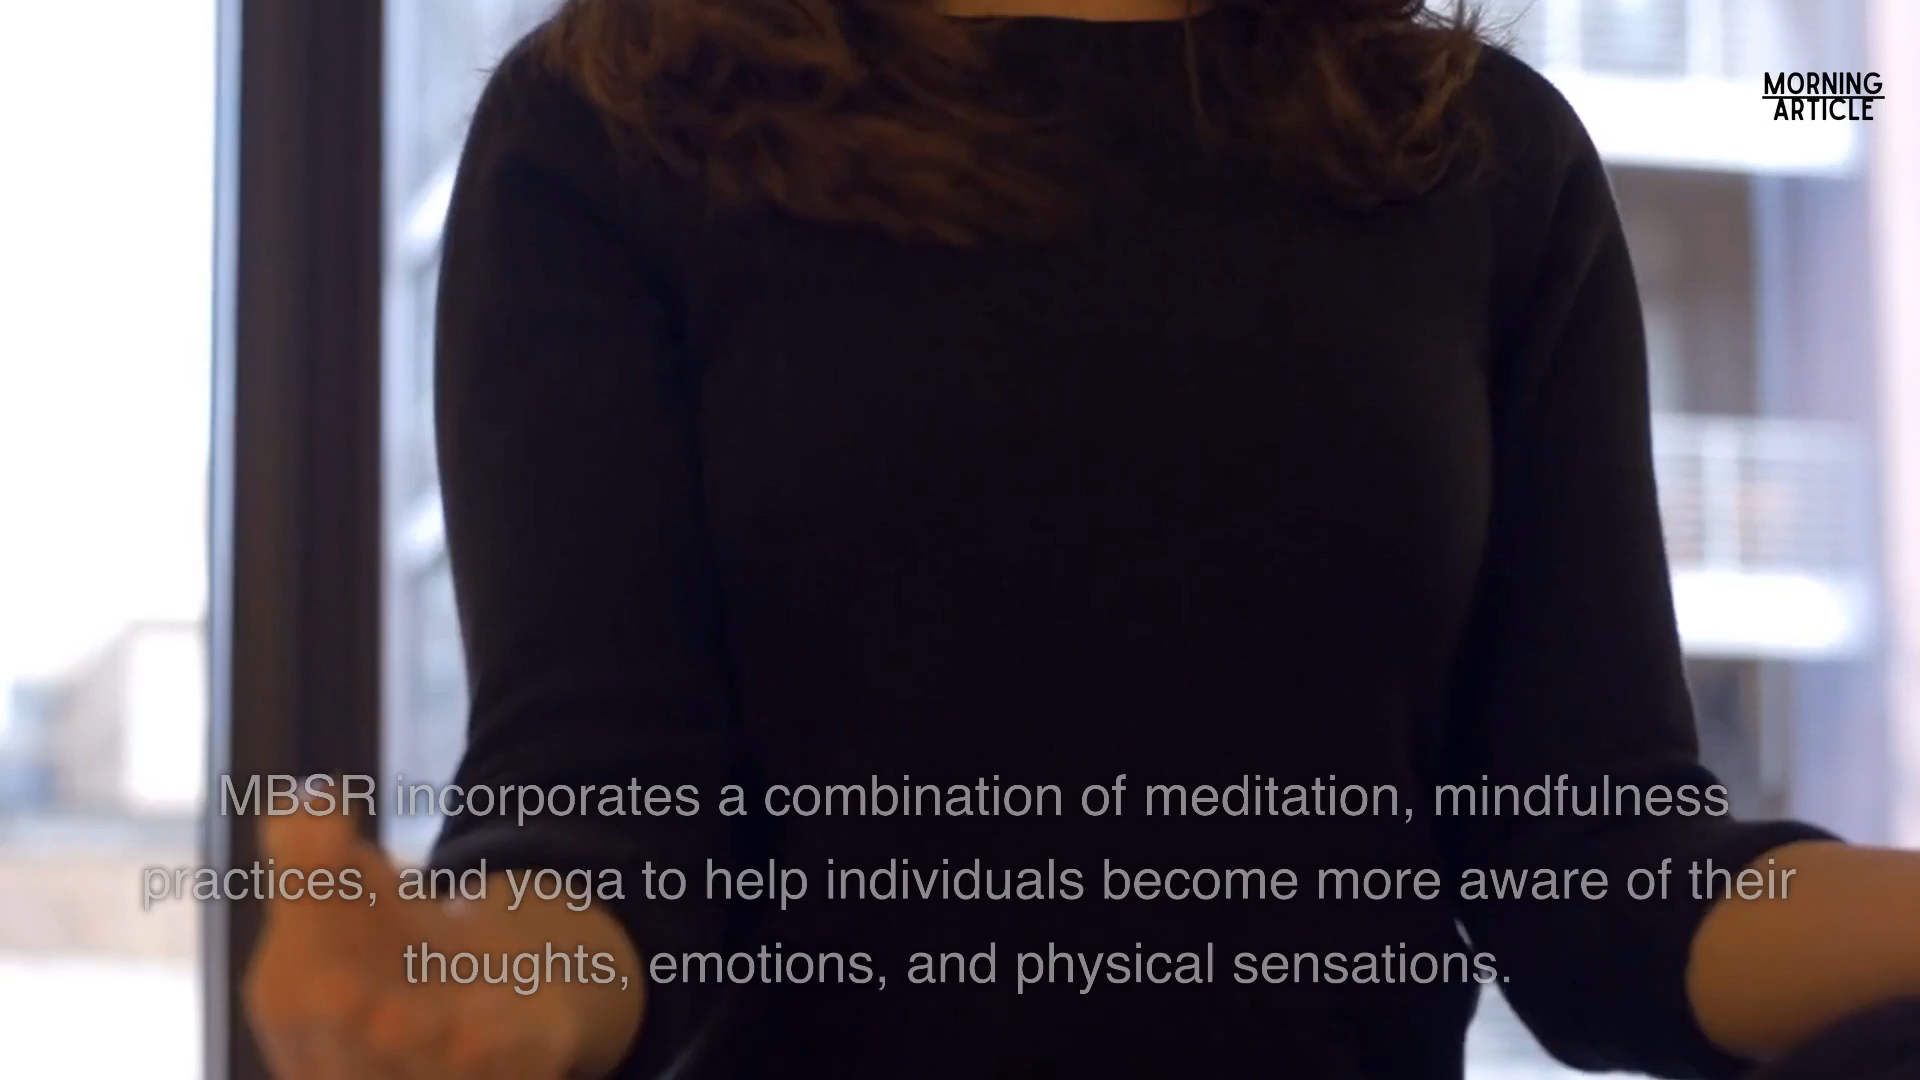 MORNING
ARTICLE
MBSR incorporates a combination of meditation, mindfulness
practices, and yoga to help individuals become more aware of their
thoughts, emotions, and physical sensations.